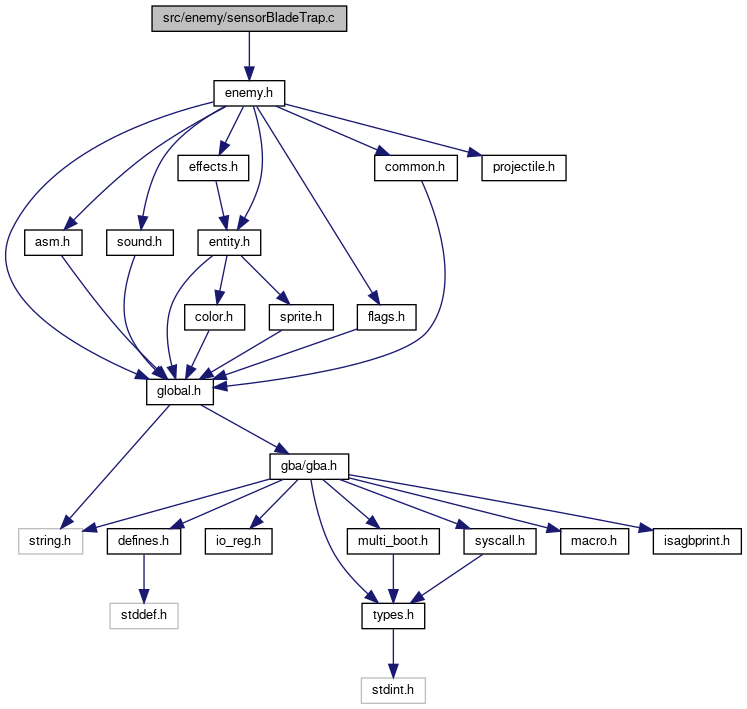 src/enemy/sensorBladeTrap.c
enemy.h
effects.h
common.h
projectile.h
asm.h
sound.h
entity.h
color.h
sprite.h
flags.h
global.h
gba/gba.h
string.h
defines.h
io_reg.h
multi_boot.h
syscall.h
macro.h
isagbprint.h
stddef.h
types.h
stdint.h